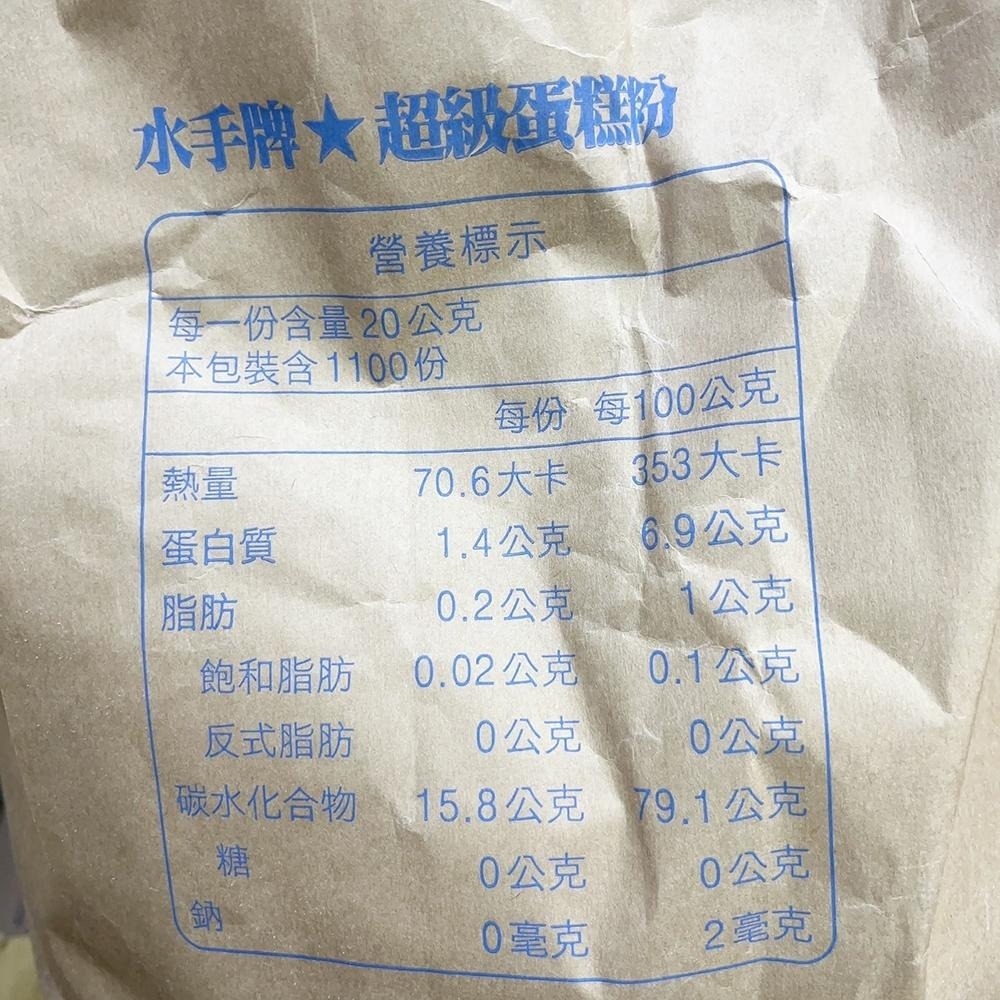 水手牌★超級蛋糕粉
營養標示
每一份含量20公克
本包裝含1100份
每份 每100公克
熱量 70.6大卡 353大卡
蛋白質 1.4公克 6.9公克
脂肪 0.2公克 1公克
飽和脂肪 0.02公克 0.1公克
反式脂肪 0公克 0公克
碳水化合物 15.8公克 79.1公克
糖 0公克 0公克
鈉 0毫克 2毫克